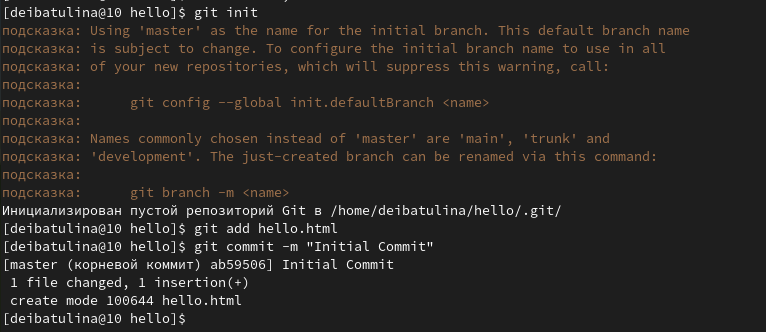 [deibatulina@10 hello]$ git init
подсказка: Using 'master' as the name for the initial branch. This default branch name
подсказка: is subject to change. To configure the initial branch name to use in all
подсказка: of your new repositories, which will suppress this warning, call:
подсказка:
подсказка:      git config --global init.defaultBranch <name>
подсказка:
подсказка: Names commonly chosen instead of 'master' are 'main', 'trunk' and
подсказка: 'development'. The just-created branch can be renamed via this command:
подсказка:
подсказка:      git branch -m <name>
Инициализирован пустой репозиторий Git в /home/deibatulina/hello/.git/
[deibatulina@10 hello]$ git add hello.html
[deibatulina@10 hello]$ git commit -m "Initial Commit"
[master (корневой коммит) ab59506] Initial Commit
 1 file changed, 1 insertion(+)
 create mode 100644 hello.html
[deibatulina@10 hello]$